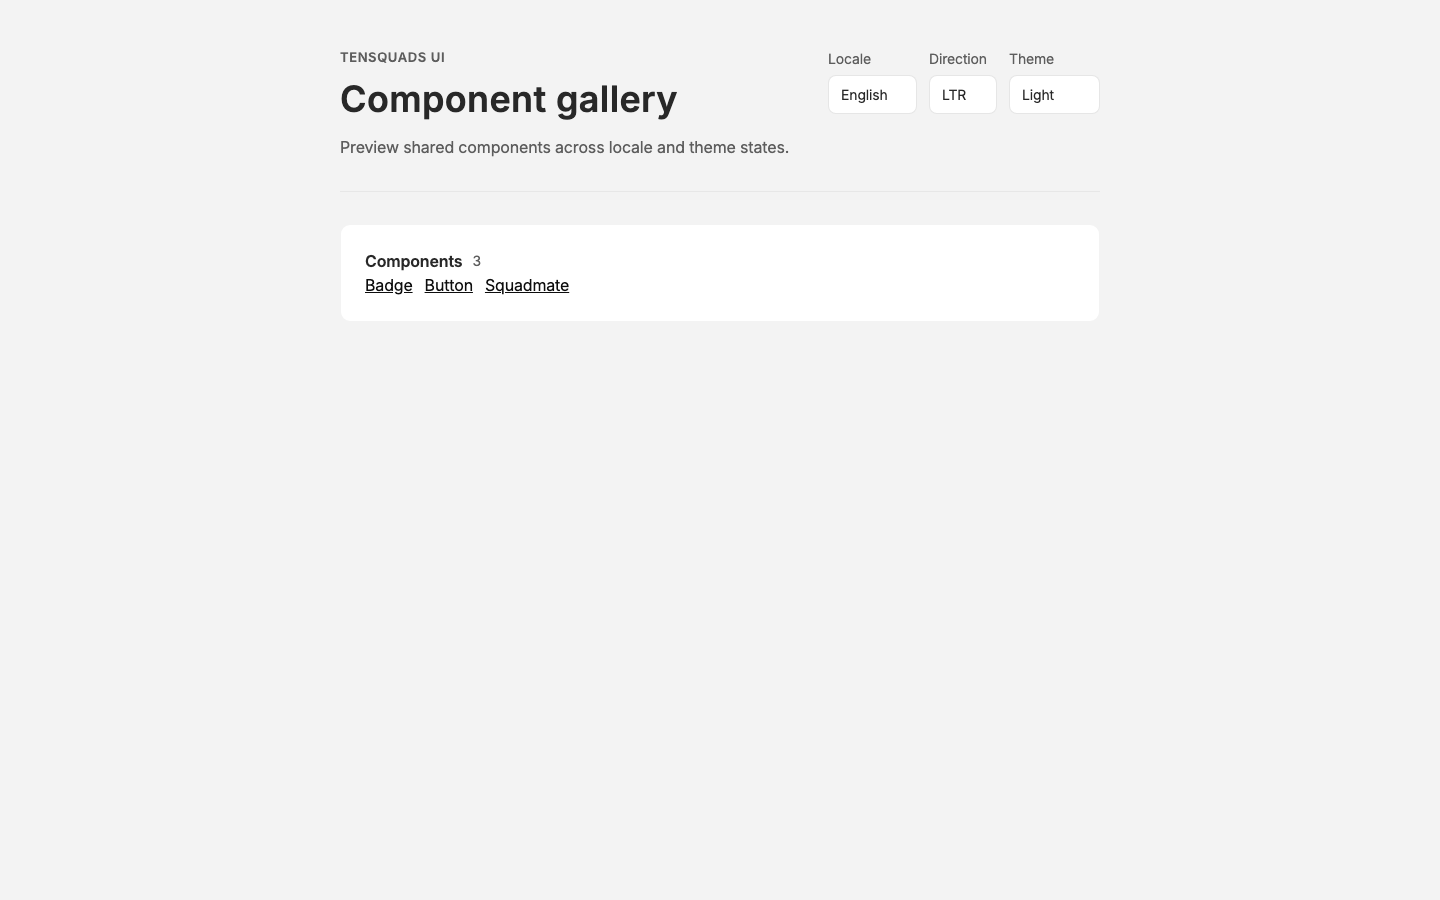 TENSQUADS UI
Component gallery
Preview shared components across locale and theme states.
Locale Direction Theme
English LTR Light
Components 3
Badge Button Squadmate